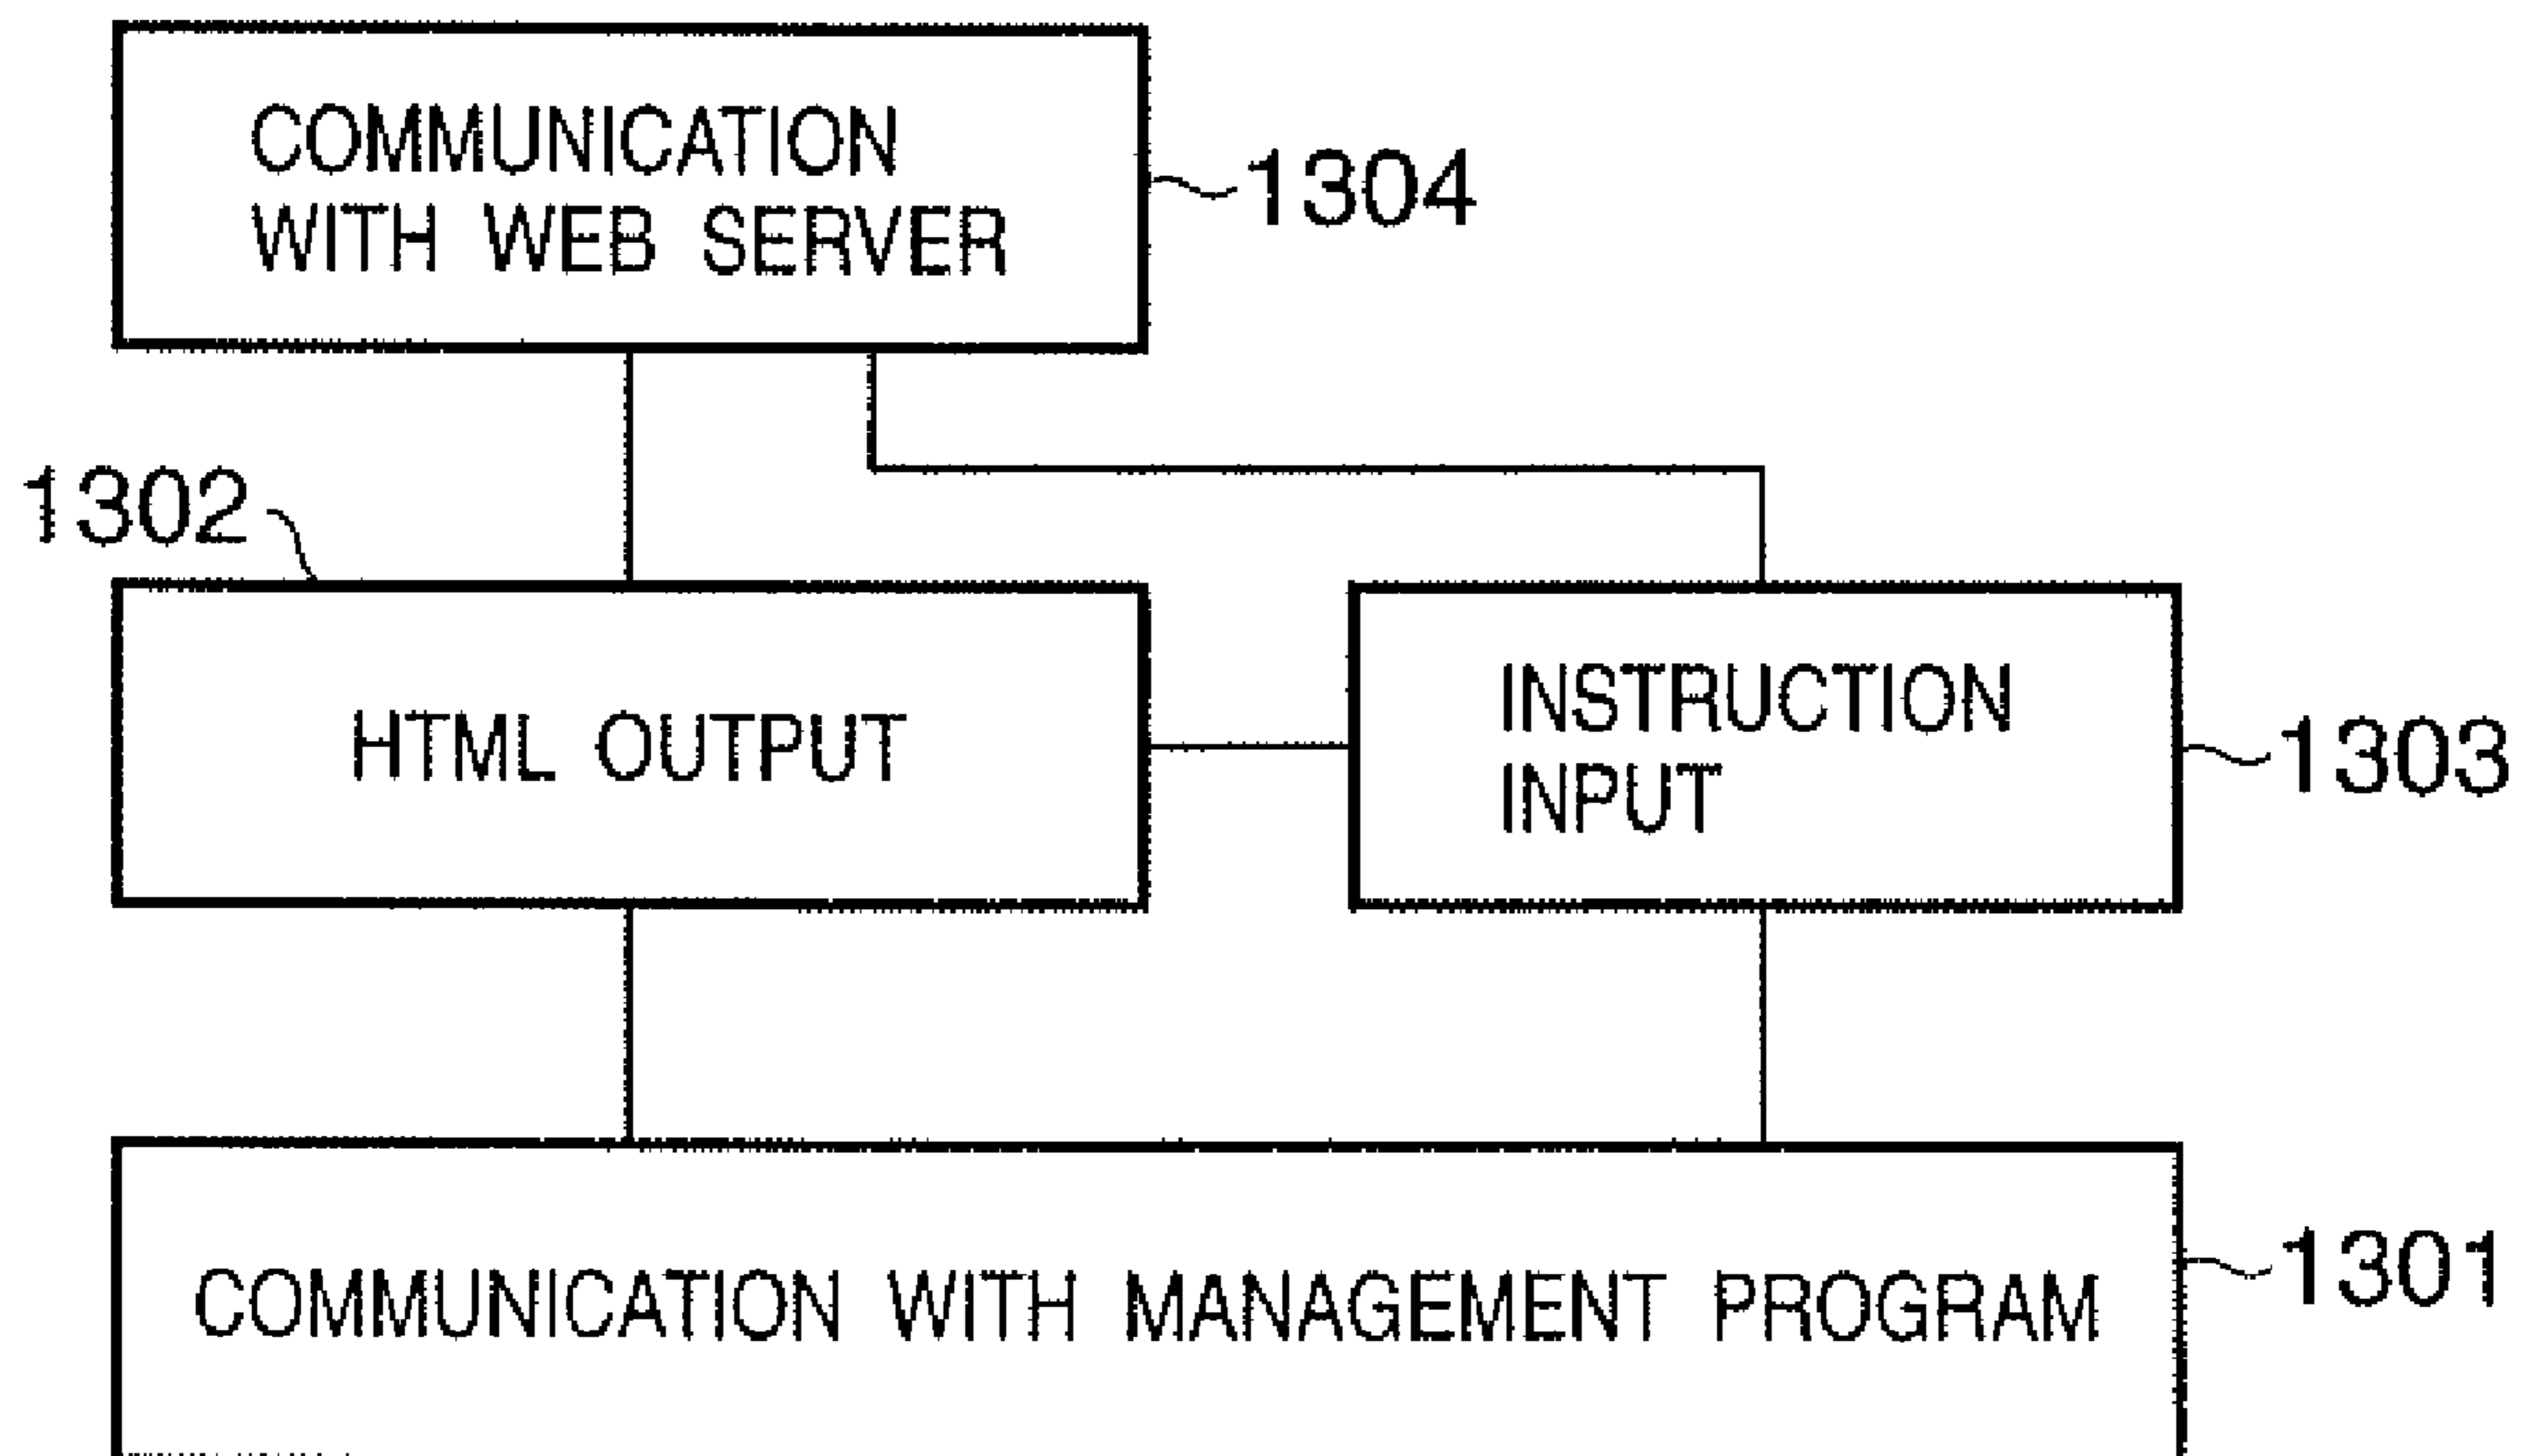 COMMUNICATION
WITH WEB SERVER
1304
1302
HTML OUTPUT
INSTRUCTION
INPUT
1303
COMMUNICATION WITH MANAGEMENT PROGRAM
1301